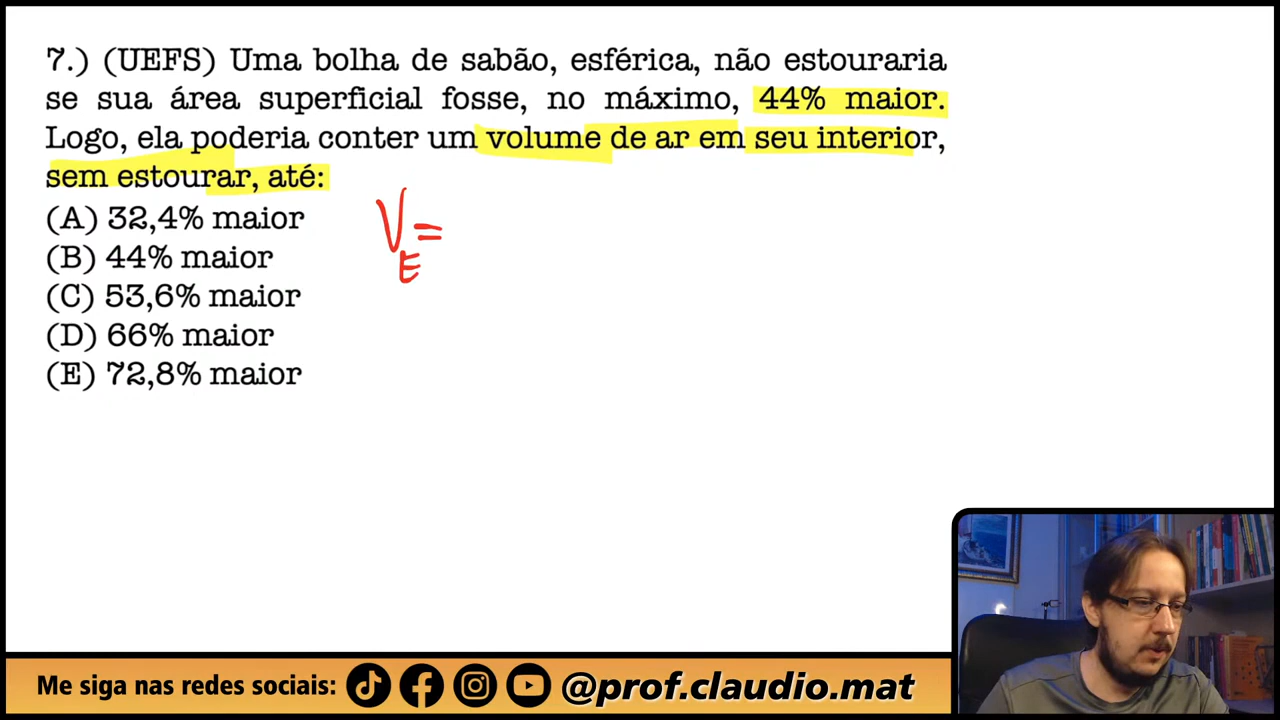 7.) (UEFS) Uma bolha de sabão, esférica, não estouraria
se sua área superficial fosse, no máximo, 44% maior.
Logo, ela poderia conter um volume de ar em seu interior,
sem estourar, até:
(A) 32,4% maior
(B) 44% maior
(C) 53,6% maior
(D) 66% maior
(E) 72,8% maior
V_E =
Me siga nas redes sociais: @prof.claudio.mat